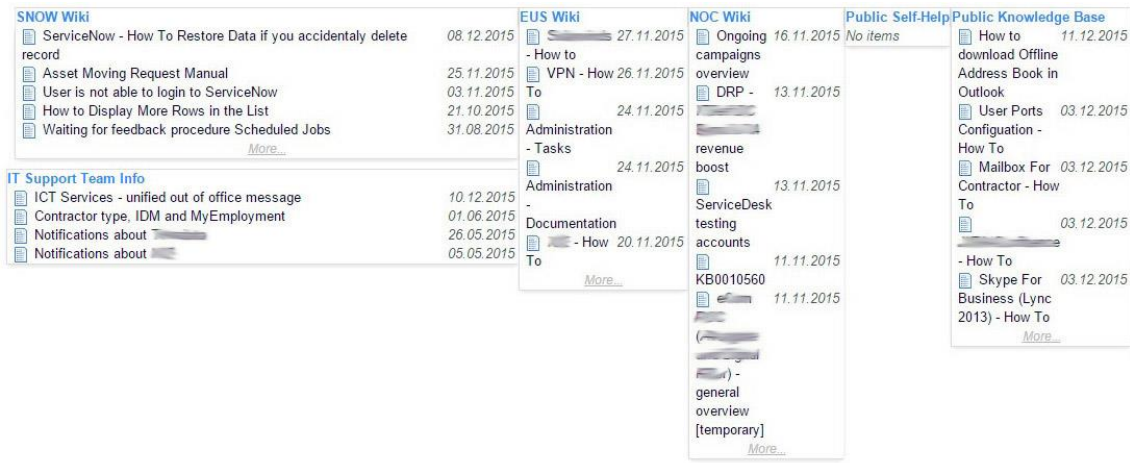 SNOW Wiki
ServiceNow - How To Restore Data if you accidentaly delete 08.12.2015
record
Asset Moving Request Manual 25.11.2015
User is not able to login to ServiceNow 03.11.2015
How to Display More Rows in the List 21.10.2015
Waiting for feedback procedure Scheduled Jobs 31.08.2015
More...
IT Support Team Info
ICT Services - unified out of office message 10.12.2015
Contractor type, IDM and MyEmployment 01.06.2015
Notifications about 26.05.2015
Notifications about 05.05.2015
EUS Wiki
27.11.2015
- How to
VPN - How 26.11.2015
To
24.11.2015
Administration
- Tasks
24.11.2015
Administration
-
Documentation
- How 20.11.2015
To
More...
NOC Wiki
Ongoing 16.11.2015
campaigns
overview
DRP - 13.11.2015
revenue
boost
13.11.2015
ServiceDesk
testing
accounts
11.11.2015
KB0010560
11.11.2015
) -
general
overview
[temporary]
More...
Public Self-Help
No items
Public Knowledge Base
How to 11.12.2015
download Offline
Address Book in
Outlook
User Ports 03.12.2015
Configuation -
How To
Mailbox For 03.12.2015
Contractor - How
To
03.12.2015
- How To
Skype For 03.12.2015
Business (Lync
2013) - How To
More...